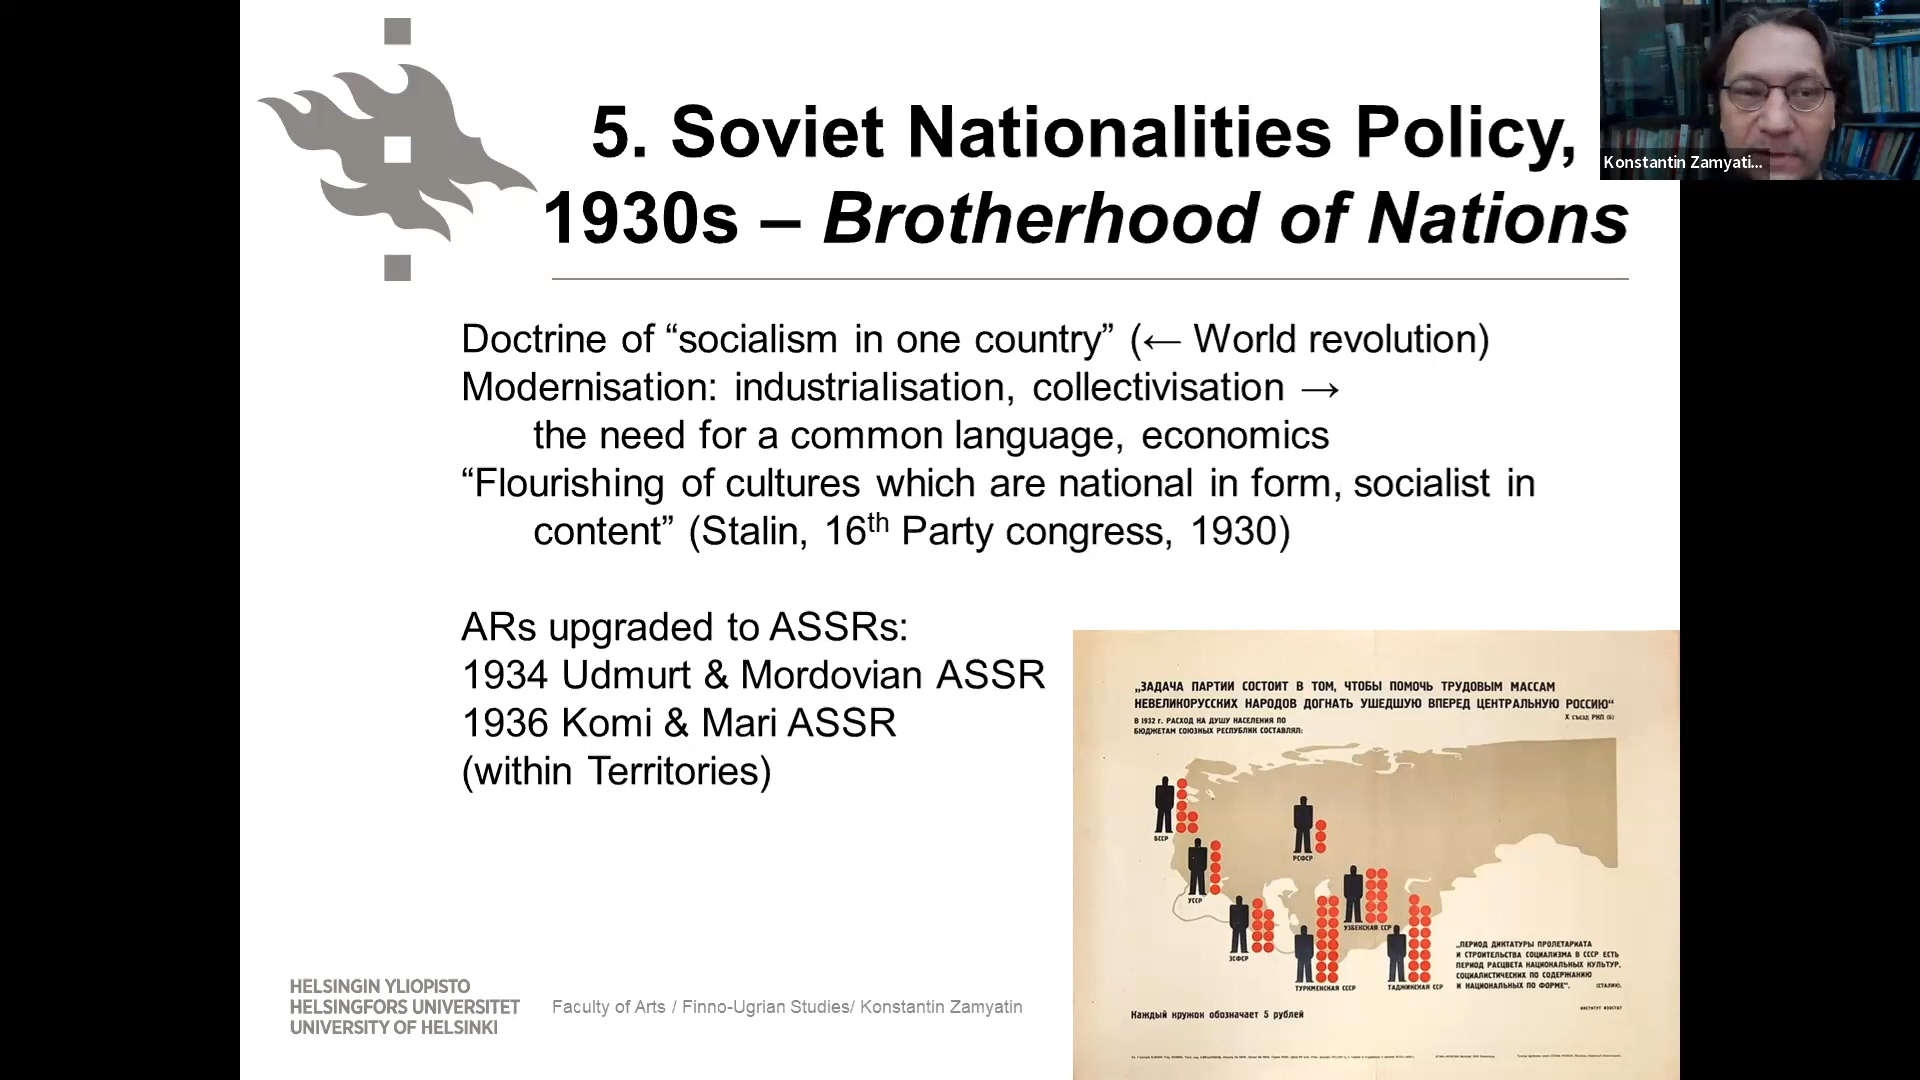 5. Soviet Nationalities Policy,
1930s – Brotherhood of Nations
Konstantin Zamyati...
Doctrine of “socialism in one country” (← World revolution)
Modernisation: industrialisation, collectivisation →
the need for a common language, economics
“Flourishing of cultures which are national in form, socialist in
content” (Stalin, 16th Party congress, 1930)
ARs upgraded to ASSRs:
1934 Udmurt & Mordovian ASSR
1936 Komi & Mari ASSR
(within Territories)
„ЗАДАЧА ПАРТИИ СОСТОИТ В ТОМ, ЧТОБЫ ПОМОЧЬ ТРУДОВЫМ МАССАМ
НЕВЕЛИКОРУССКИХ НАРОДОВ ДОГНАТЬ УШЕДШУЮ ВПЕРЕД ЦЕНТРАЛЬНУЮ РОССИЮ“
X съезд РКП (б)
В 1932 г. РАСХОД НА ДУШУ НАСЕЛЕНИЯ ПО
БЮДЖЕТАМ СОЮЗНЫХ РЕСПУБЛИК СОСТАВЛЯЛ:
БССР
РСФСР
УССР
УЗБЕКСКАЯ ССР
ЗСФСР
ТУРКМЕНСКАЯ СССР
ТАДЖИКСКАЯ ССР
„ПЕРИОД ДИКТАТУРЫ ПРОЛЕТАРИАТА
И СТРОИТЕЛЬСТВА СОЦИАЛИЗМА В СССР ЕСТЬ
ПЕРИОД РАСЦВЕТА НАЦИОНАЛЬНЫХ КУЛЬТУР,
СОЦИАЛИСТИЧЕСКИХ ПО СОДЕРЖАНИЮ
И НАЦИОНАЛЬНЫХ ПО ФОРМЕ“.
(СТАЛИН).
ИНСТИТУТ ИЗОСТАТ
Каждый кружок обозначает 5 рублей
HELSINGIN YLIOPISTO
HELSINGFORS UNIVERSITET
UNIVERSITY OF HELSINKI
Faculty of Arts / Finno-Ugrian Studies/ Konstantin Zamyatin